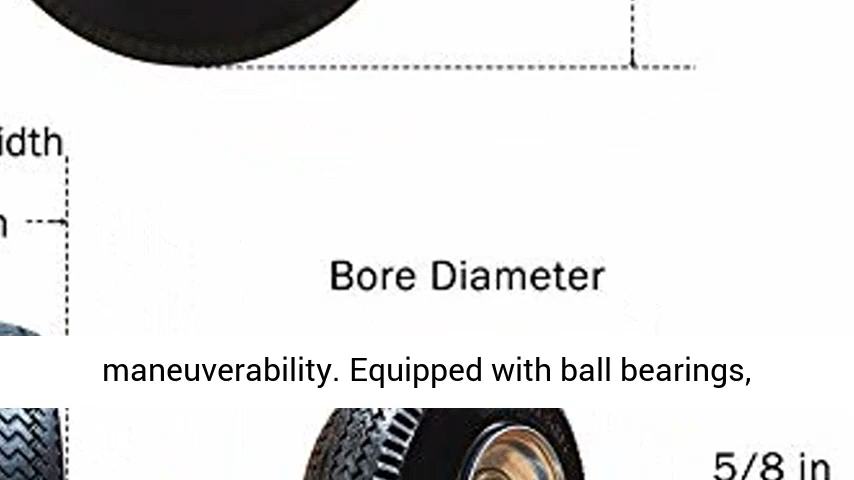 idth
Bore Diameter
maneuverability. Equipped with ball bearings,
5/8 in